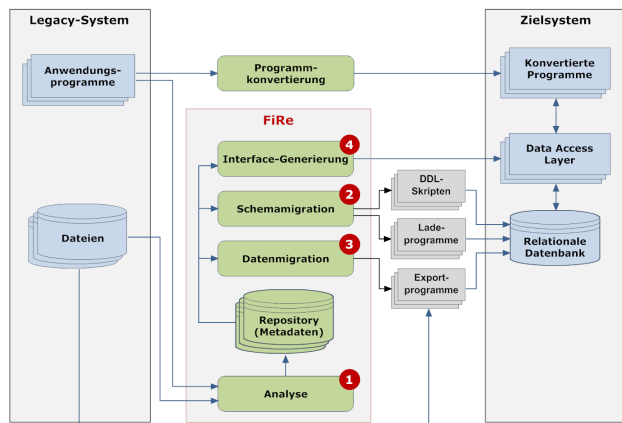 Legacy-System
Zielsystem
Anwendungs-
programme
Programm-
konvertierung
Konvertierte
Programme
FiRe
4
Interface-Generierung
Data Access
Layer
2
Schemamigration
DDL-
Skripten
Dateien
Lade-
programme
Relationale
Datenbank
3
Datenmigration
Export-
programme
Repository
(Metadaten)
1
Analyse